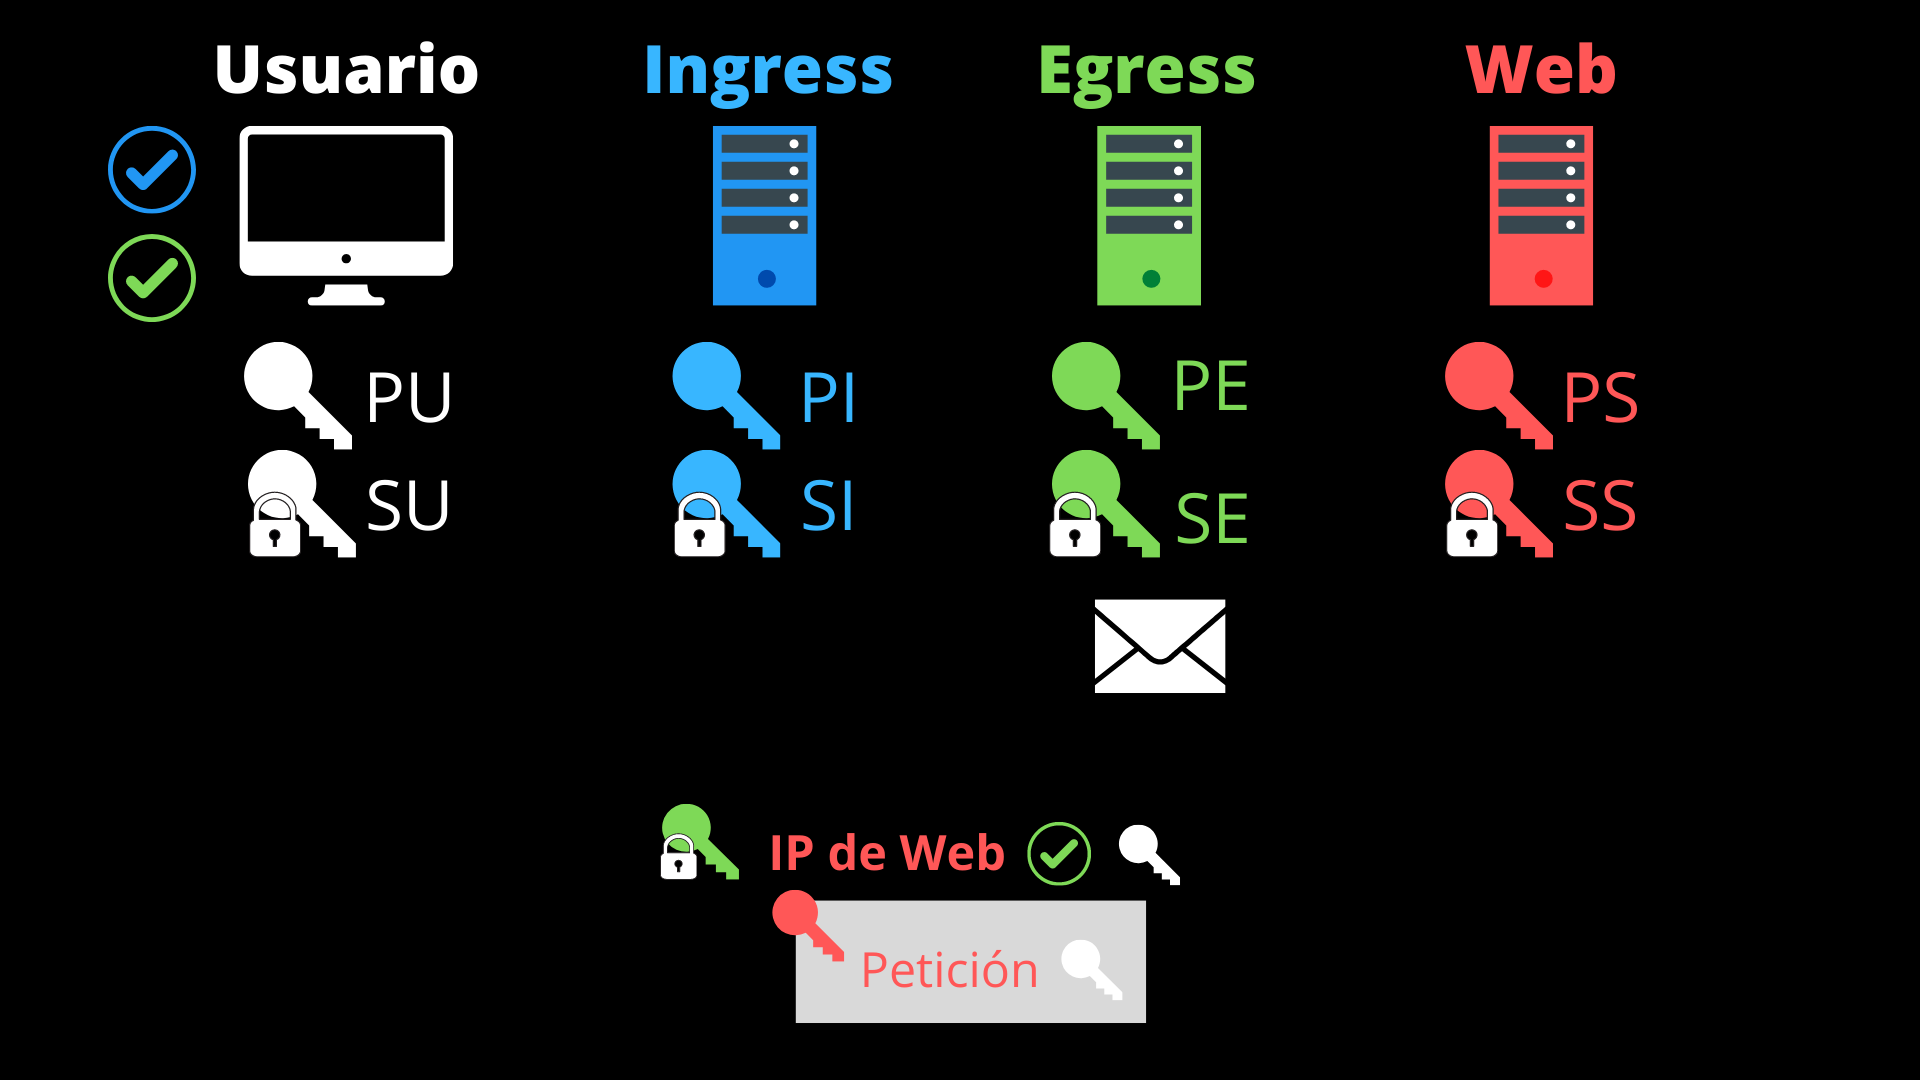 Usuario Ingress Egress Web
PU PI PE PS
SU SI SE SS
IP de Web
Petición